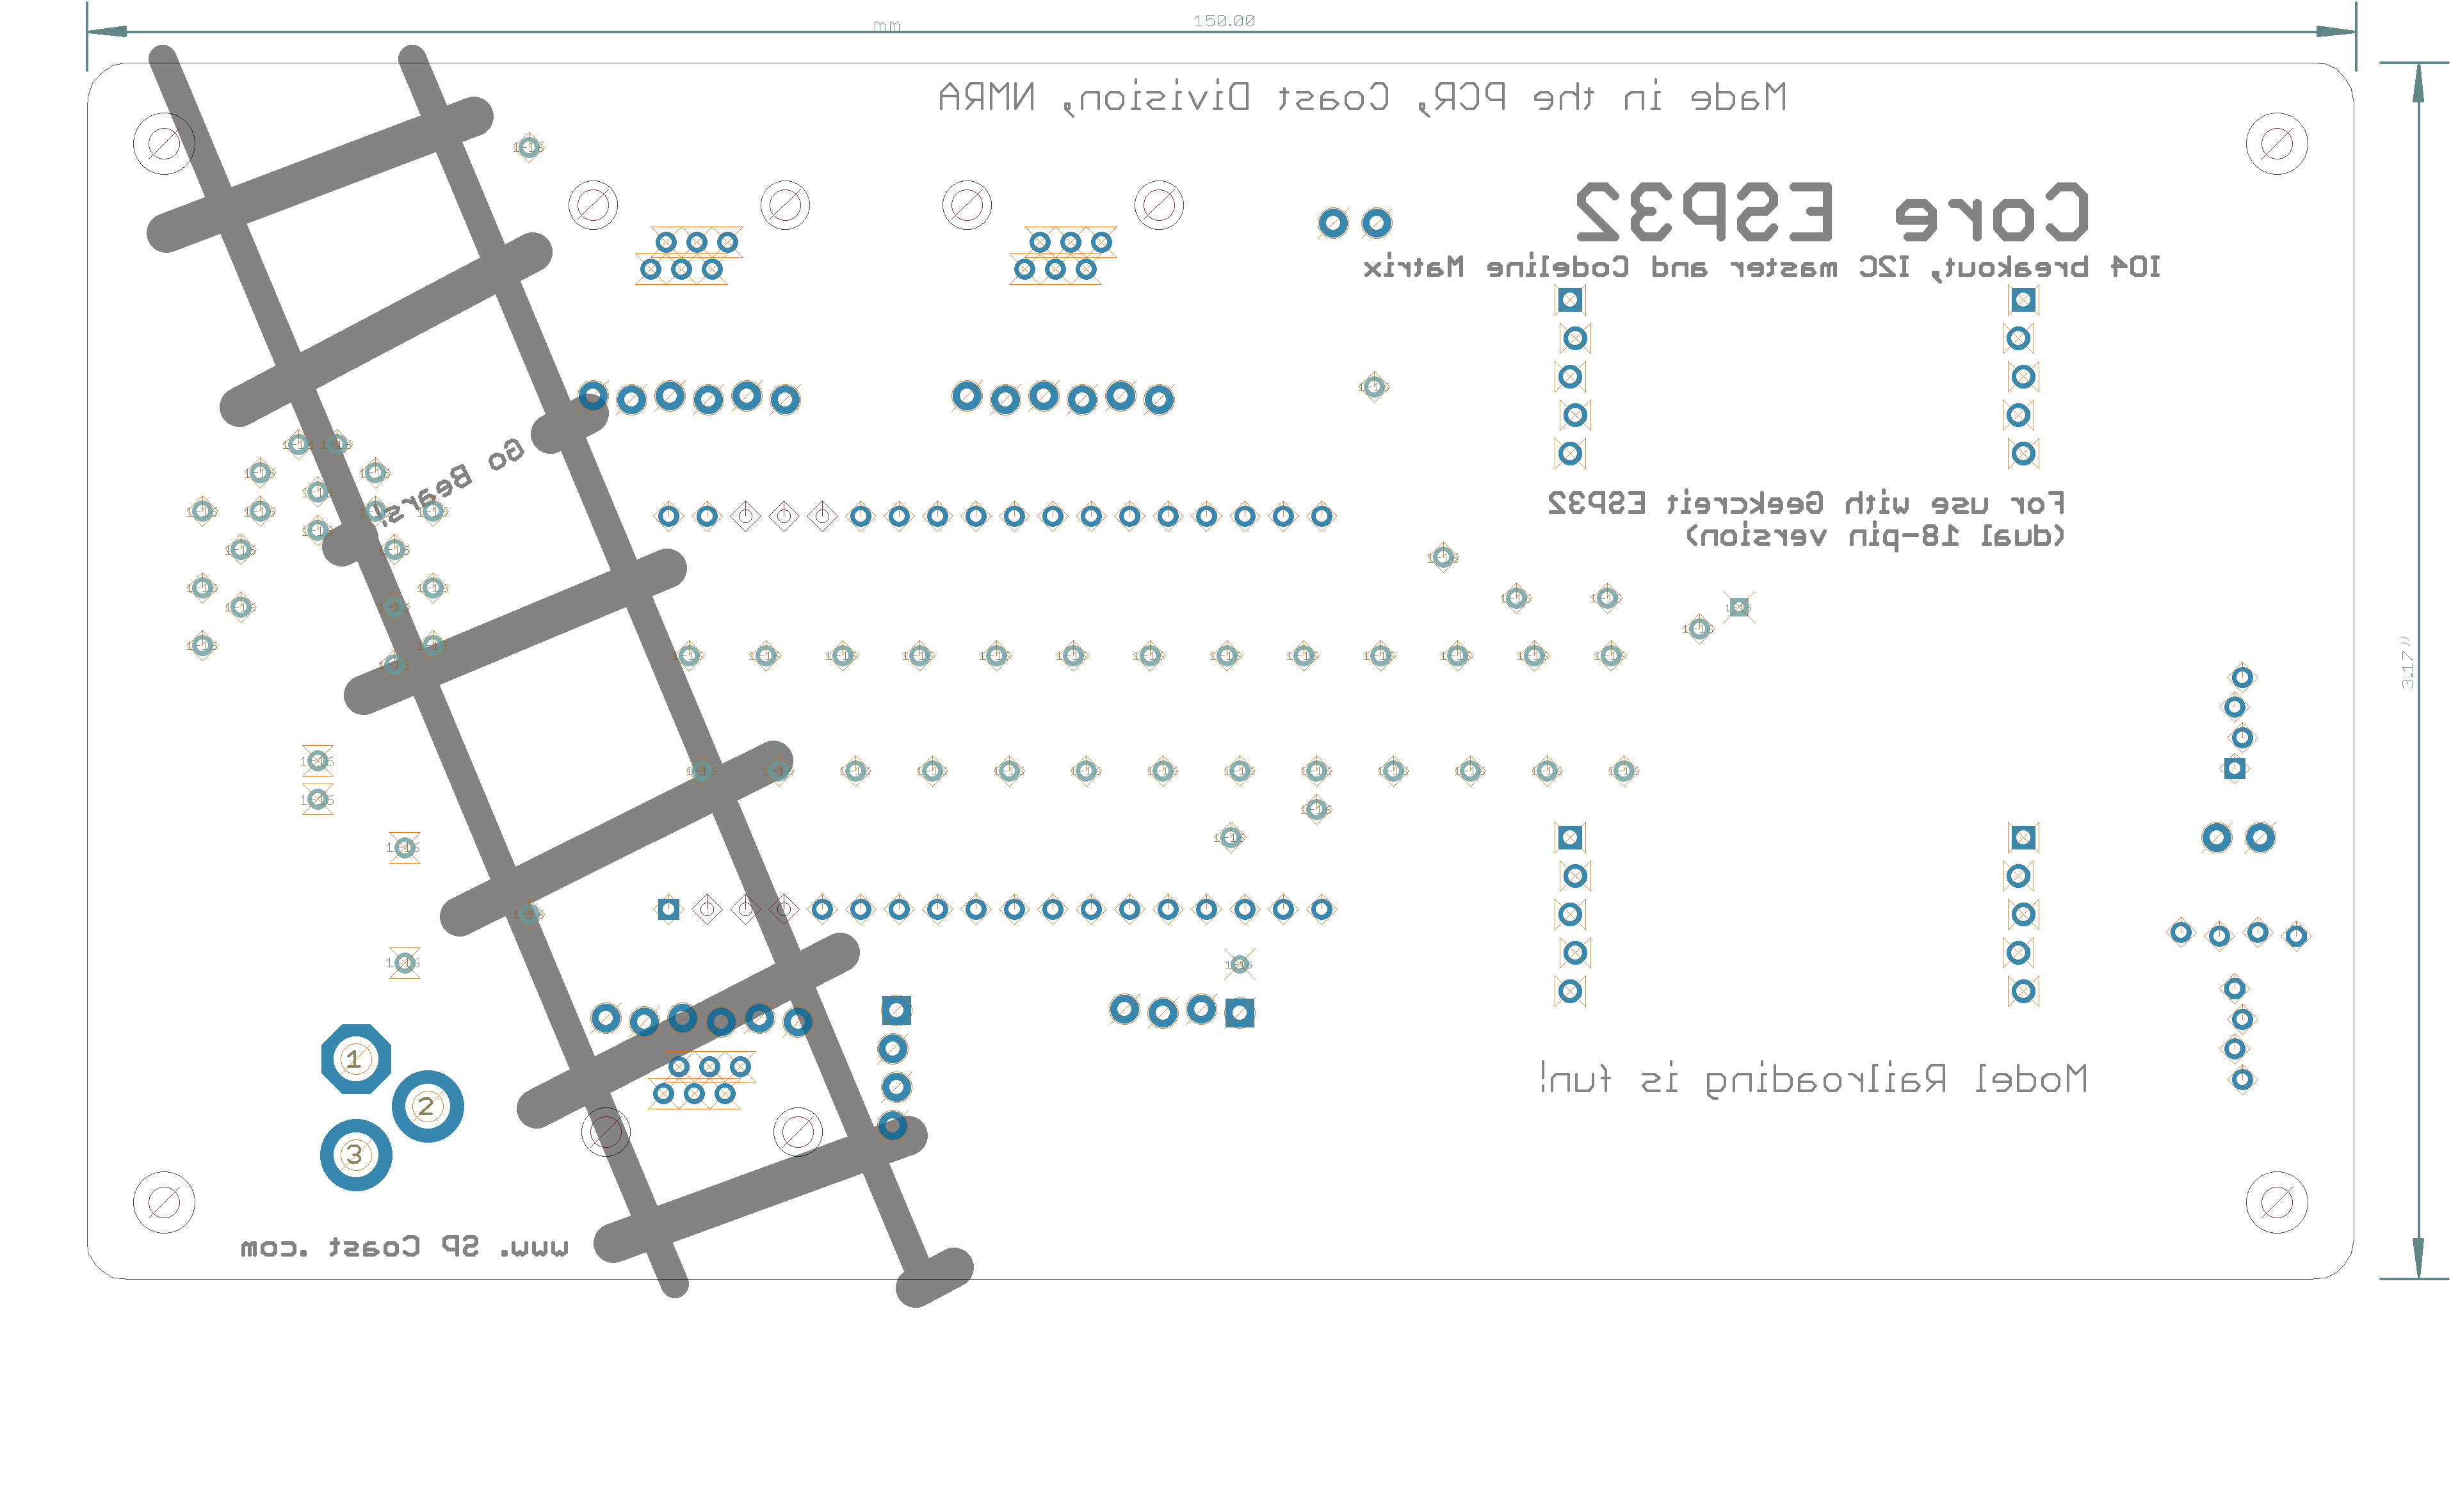 mm 150.00
Made in the PCR, Coast Division, NMRA
Core ESP32
IO4 breakout, I2C master and Codeline Matrix
Go Bears!
For use with Geekcreit ESP32
(dual 18-pin version)
3.17"
1
2
3
Model Railroading is fun!
www. SP Coast .com